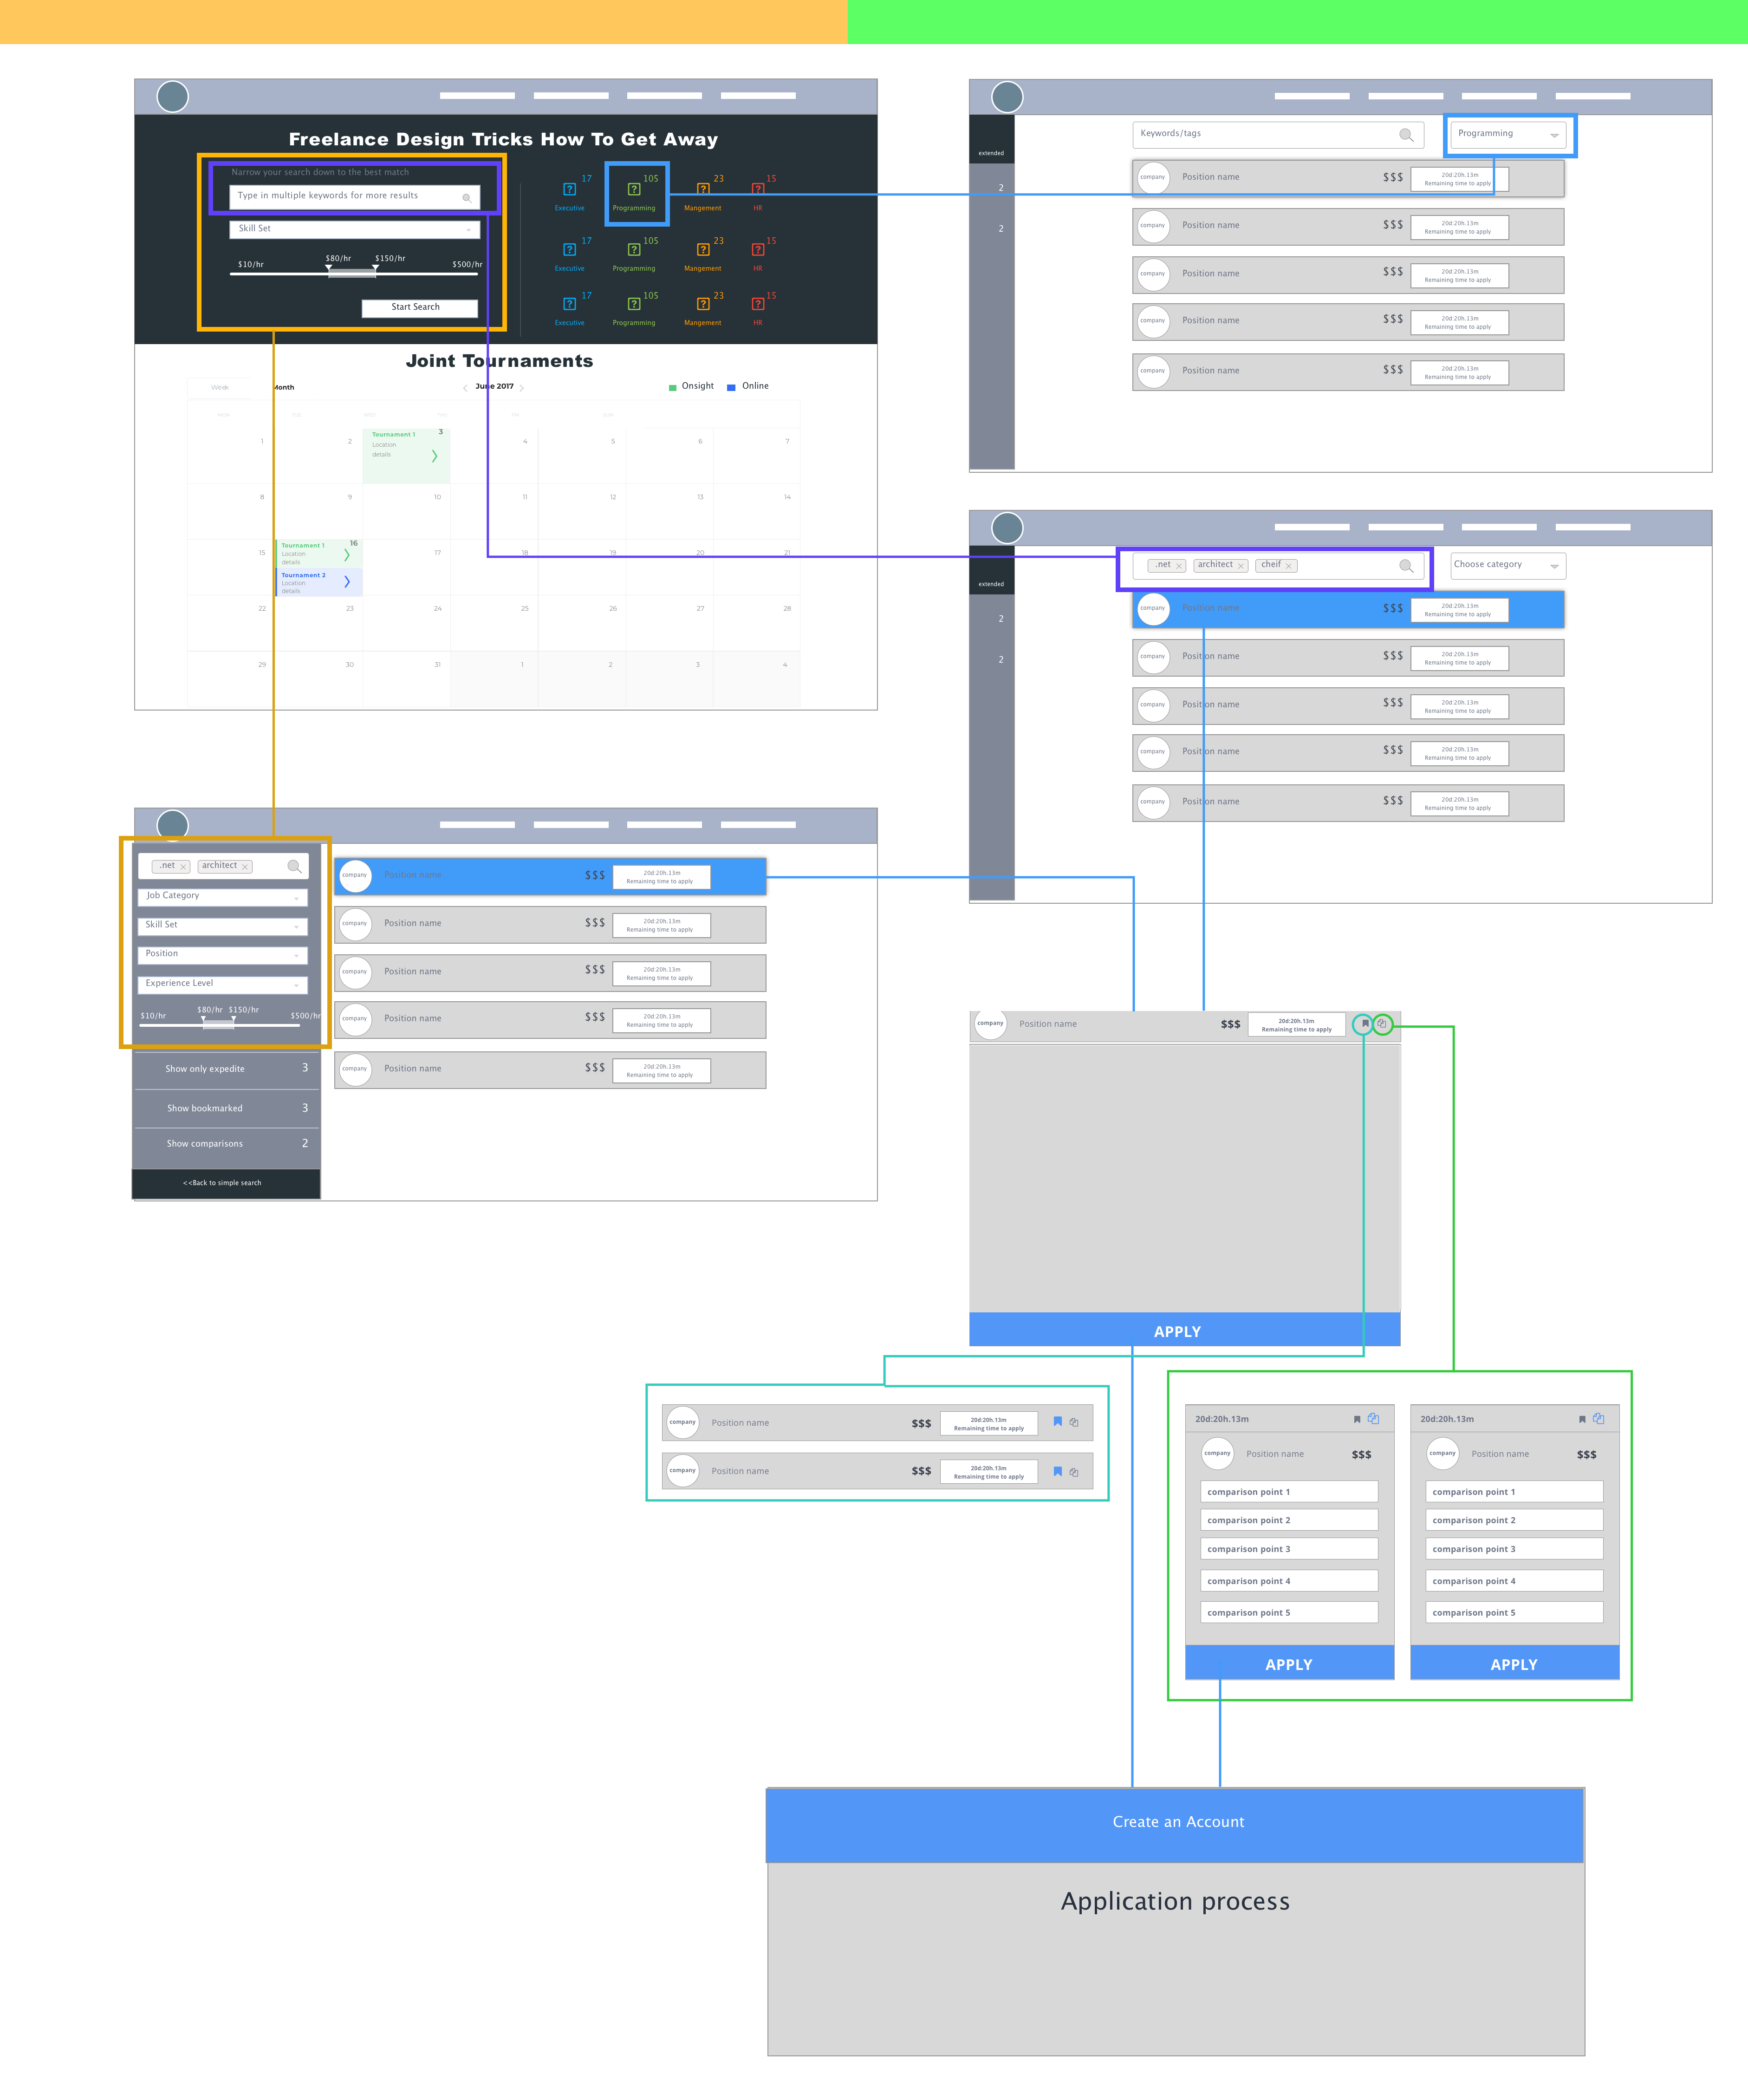 Freelance Design Tricks How To Get Away
Narrow your search down to the best match
Type in multiple keywords for more results
Skill Set
$10/hr $80/hr $150/hr $500/hr
Start Search
17 105 23 15
Executive Programming Mangement HR
17 105 23 15
Executive Programming Mangement HR
17 105 23 15
Executive Programming Mangement HR
Joint Tournaments
Week Month June 2017 Onsight Online
MON TUE WED THU FRI SUN
1 2 3 4 5 6 7
Tournament 1
Location
details
8 9 10 11 12 13 14
15 16 17 18 19 20 21
Tournament 1
Location
details
Tournament 2
Location
details
22 23 24 25 26 27 28
29 30 31 1 2 3 4
Keywords/tags Programming
extended
2
2
company Position name $$$ 20d:20h.13m
Remaining time to apply
company Position name $$$ 20d:20h.13m
Remaining time to apply
company Position name $$$ 20d:20h.13m
Remaining time to apply
company Position name $$$ 20d:20h.13m
Remaining time to apply
company Position name $$$ 20d:20h.13m
Remaining time to apply
.net architect cheif Choose category
extended
2
2
company Position name $$$ 20d:20h.13m
Remaining time to apply
company Position name $$$ 20d:20h.13m
Remaining time to apply
company Position name $$$ 20d:20h.13m
Remaining time to apply
company Position name $$$ 20d:20h.13m
Remaining time to apply
company Position name $$$ 20d:20h.13m
Remaining time to apply
.net architect
Job Category
Skill Set
Position
Experience Level
$10/hr $80/hr $150/hr $500/hr
Show only expedite 3
Show bookmarked 3
Show comparisons 2
<<Back to simple search
company Position name $$$ 20d:20h.13m
Remaining time to apply
company Position name $$$ 20d:20h.13m
Remaining time to apply
company Position name $$$ 20d:20h.13m
Remaining time to apply
company Position name $$$ 20d:20h.13m
Remaining time to apply
company Position name $$$ 20d:20h.13m
Remaining time to apply
company Position name $$$ 20d:20h.13m
Remaining time to apply
APPLY
company Position name $$$ 20d:20h.13m
Remaining time to apply
company Position name $$$ 20d:20h.13m
Remaining time to apply
20d:20h.13m
company Position name $$$
comparison point 1
comparison point 2
comparison point 3
comparison point 4
comparison point 5
APPLY
20d:20h.13m
company Position name $$$
comparison point 1
comparison point 2
comparison point 3
comparison point 4
comparison point 5
APPLY
Create an Account
Application process